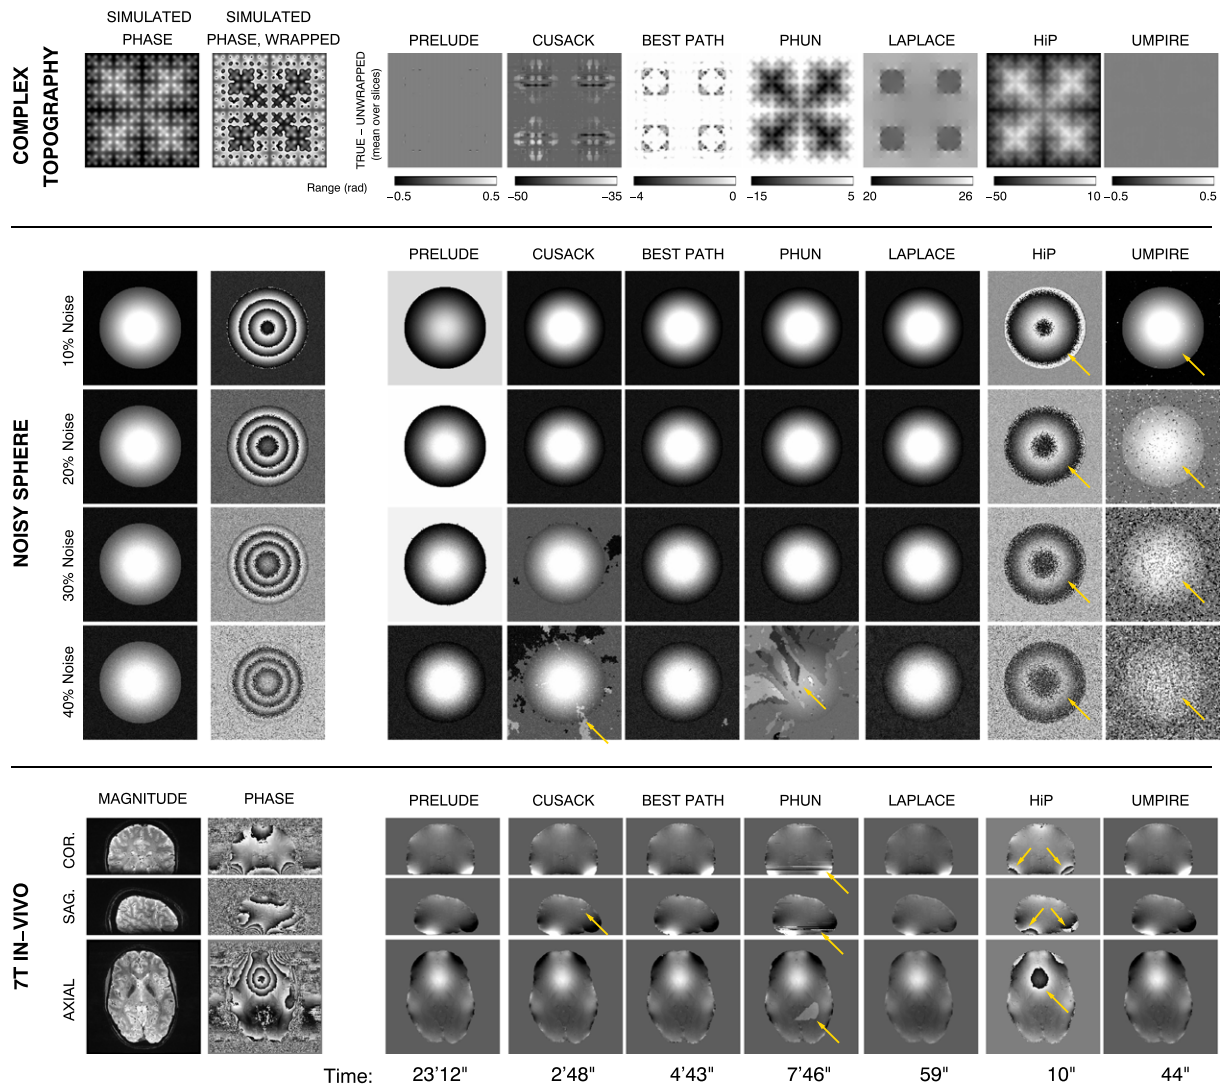 SIMULATED PHASE
SIMULATED PHASE, WRAPPED
PRELUDE CUSACK BEST PATH PHUN LAPLACE HiP UMPIRE
COMPLEX TOPOGRAPHY
TRUE − UNWRAPPED
(mean over slices)
Range (rad)
−0.5 0.5 −50 −35 −4 0 −15 5 20 26 −50 10 −0.5 0.5
PRELUDE CUSACK BEST PATH PHUN LAPLACE HiP UMPIRE
NOISY SPHERE
10% Noise
20% Noise
30% Noise
40% Noise
MAGNITUDE PHASE PRELUDE CUSACK BEST PATH PHUN LAPLACE HiP UMPIRE
7T IN−VIVO
COR.
SAG.
AXIAL
Time: 23'12" 2'48" 4'43" 7'46" 59" 10" 44"